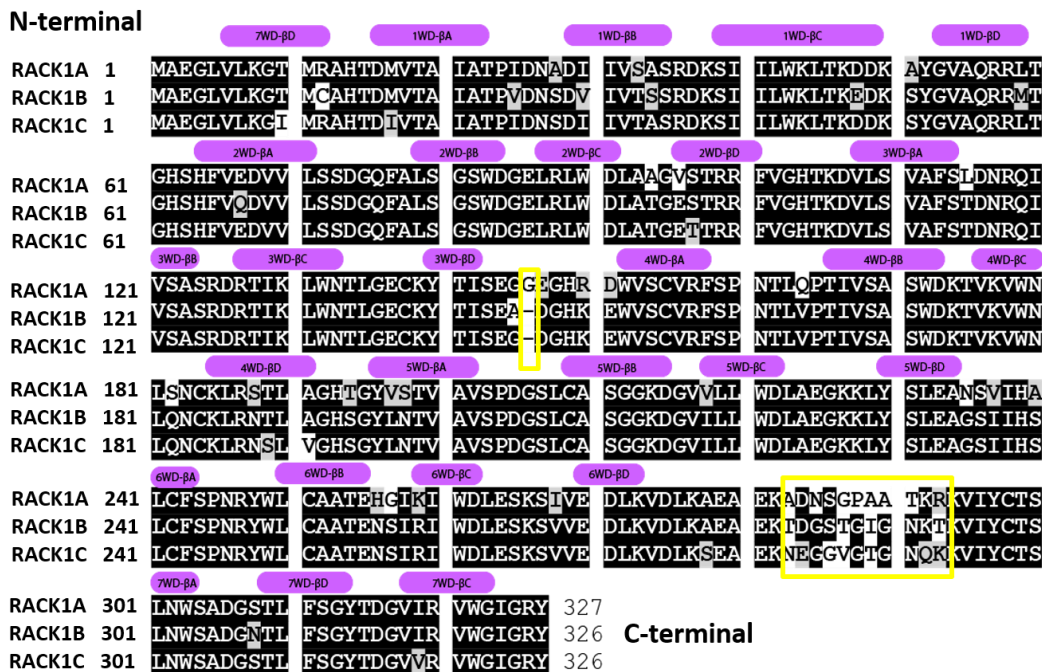 N-terminal
7WD-βD 1WD-βA 1WD-βB 1WD-βC 1WD-βD
RACK1A 1 MAEGLVLKGT MRAHTDMVTA IATPIDNADI IVSASRDKSI ILWKLTKDDK AYGVAQRRLT
RACK1B 1 MAEGLVLKGT MCAHTDMVTA IATPVDNSDV IVTSSRDKSI ILWKLTKEDK SYGVAQRRMT
RACK1C 1 MAEGLVLKGI MRAHTDIVTA IATPIDNSDI IVTASRDKSI ILWKLTKDDK SYGVAQRRLT
2WD-βA 2WD-βB 2WD-βC 2WD-βD 3WD-βA
RACK1A 61 GHSHFVEDVV LSSDGQFALS GSWDGELRLW DLAAGVSTRR FVGHTKDVLS VAFSLDNRQI
RACK1B 61 GHSHFVQDVV LSSDGQFALS GSWDGELRLW DLATGESTRR FVGHTKDVLS VAFSTDNRQI
RACK1C 61 GHSHFVEDVV LSSDGQFALS GSWDGELRLW DLATGETTRR FVGHTKDVLS VAFSTDNRQI
3WD-βB 3WD-βC 3WD-βD 4WD-βA 4WD-βB 4WD-βC
RACK1A 121 VSASRDRTIK LWNTLGECKY TISEGGEGHR DWVSCVRFSP NTLQPTIVSA SWDKTVKVWN
RACK1B 121 VSASRDRTIK LWNTLGECKY TISEA-DGHK EWVSCVRFSP NTLVPTIVSA SWDKTVKVWN
RACK1C 121 VSASRDRTIK LWNTLGECKY TISEG-DGHK EWVSCVRFSP NTLVPTIVSA SWDKTVKVWN
4WD-βD 5WD-βA 5WD-βB 5WD-βC 5WD-βD
RACK1A 181 LSNCKLRSTL AGHTGYVSTV AVSPDGSLCA SGGKDGVVLL WDLAEGKKLY SLEANSVIHA
RACK1B 181 LQNCKLRNTL AGHSGYLNTV AVSPDGSLCA SGGKDGVILL WDLAEGKKLY SLEAGSIIHS
RACK1C 181 LQNCKLRNSL VGHSGYLNTV AVSPDGSLCA SGGKDGVILL WDLAEGKKLY SLEAGSIIHS
6WD-βA 6WD-βB 6WD-βC 6WD-βD
RACK1A 241 LCFSPNRYWL CAATEHGIKI WDLESKSIVE DLKVDLKAEA EKADNSGPAA TKRKVIYCTS
RACK1B 241 LCFSPNRYWL CAATENSIRI WDLESKSVVE DLKVDLKAEA EKTDGSTGIG NKTKVIYCTS
RACK1C 241 LCFSPNRYWL CAATENSIRI WDLESKSVVE DLKVDLKSEA EKNEGGVGTG NQKKVIYCTS
7WD-βA 7WD-βD 7WD-βC
RACK1A 301 LNWSADGSTL FSGYTDGVIR VWGIGRY 327
RACK1B 301 LNWSADGNTL FSGYTDGVIR VWGIGRY 326 C-terminal
RACK1C 301 LNWSADGSTL FSGYTDGVVR VWGIGRY 326